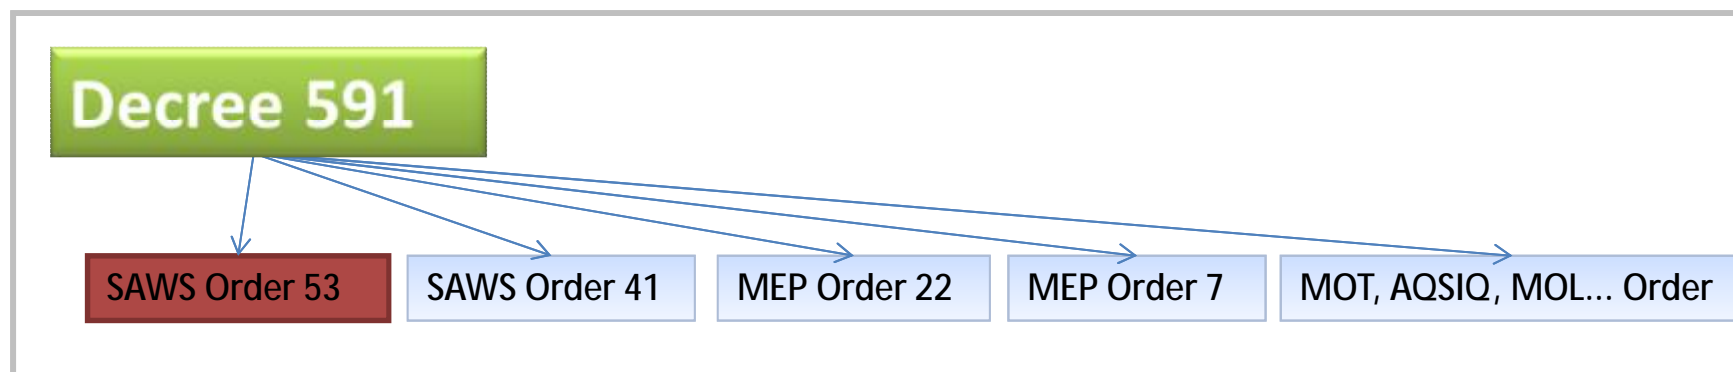 Decree 591
SAWS Order 53
SAWS Order 41
MEP Order 22
MEP Order 7
MOT, AQSIQ, MOL... Order